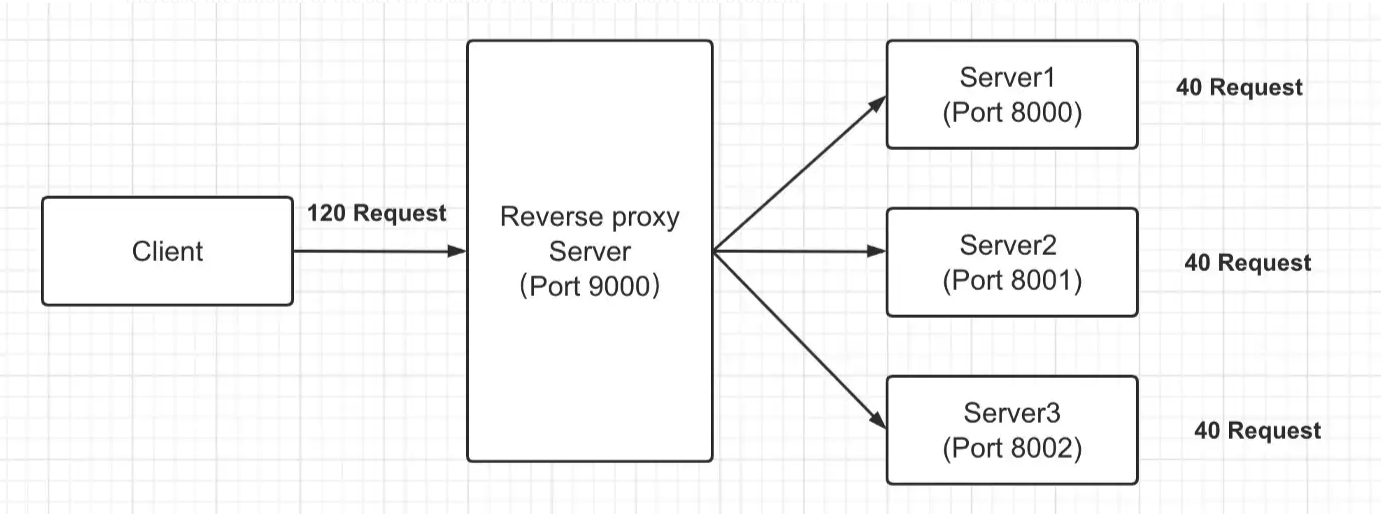 Client
120 Request
Reverse proxy
Server
(Port 9000)
Server1
(Port 8000)
40 Request
Server2
(Port 8001)
40 Request
Server3
(Port 8002)
40 Request